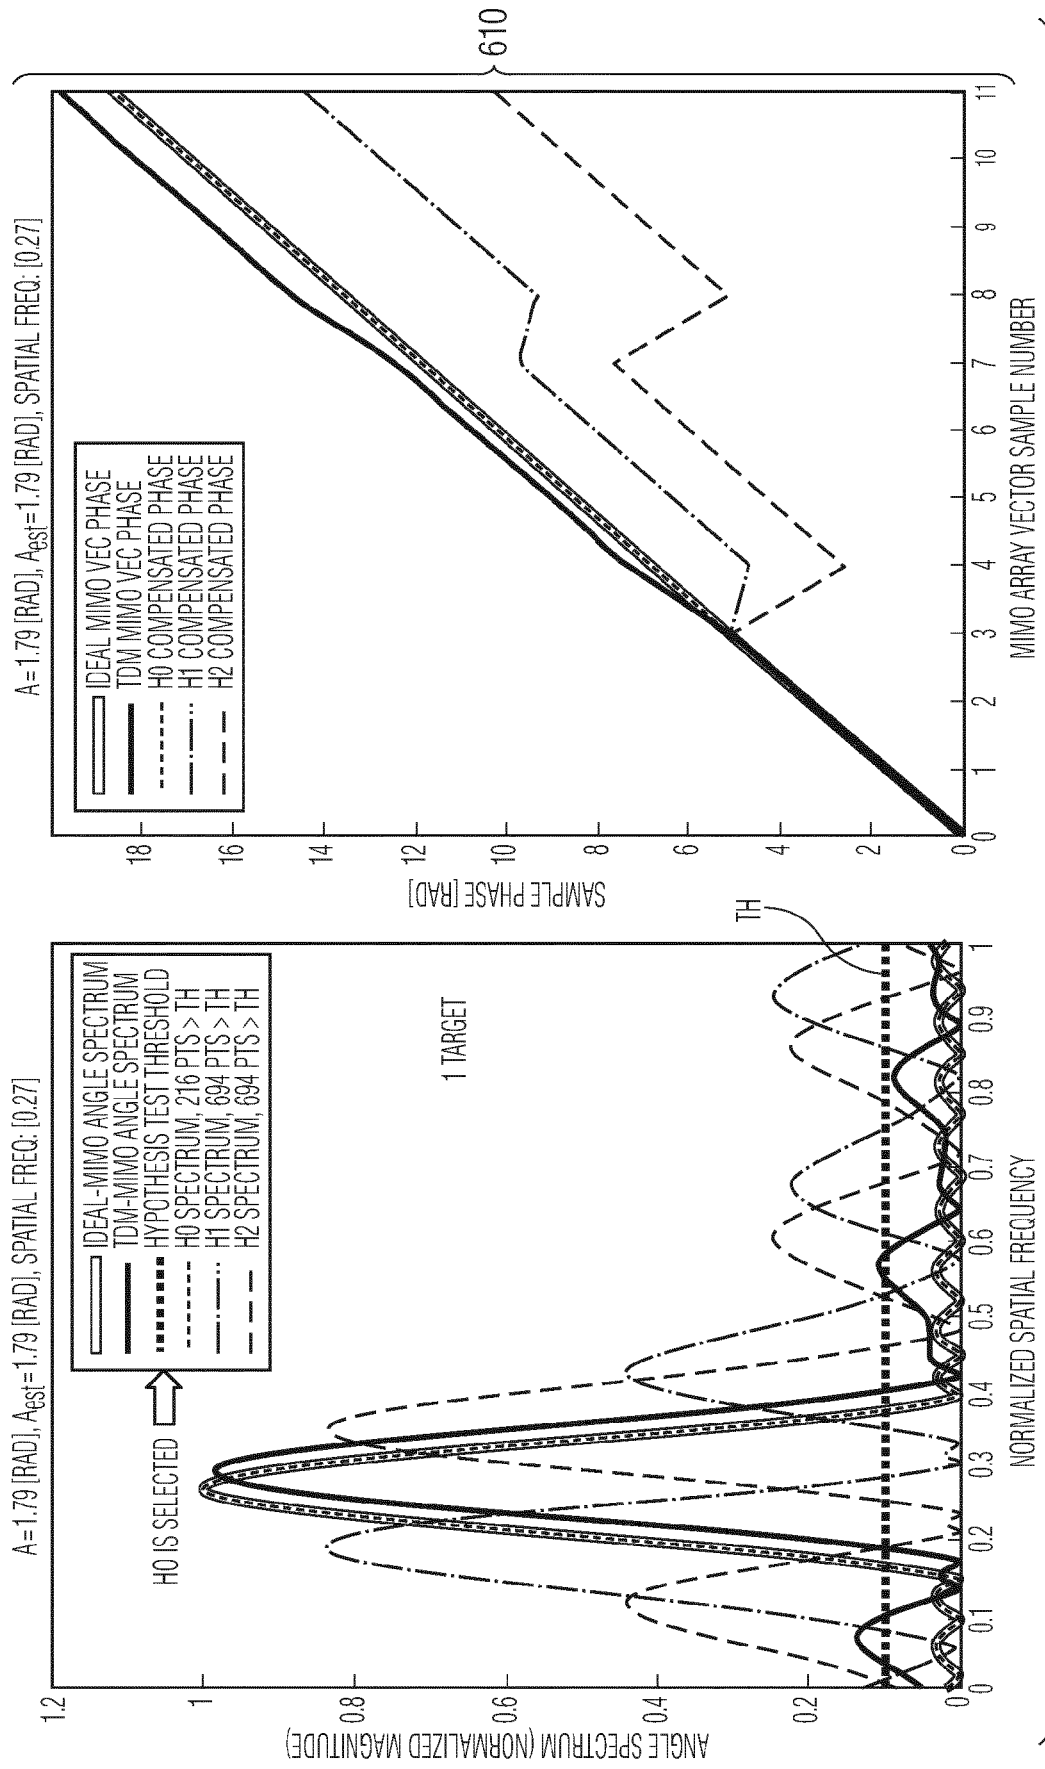 A=1.79 [RAD], Aest=1.79 [RAD], SPATIAL FREQ: [0.27]
H0 IS SELECTED
IDEAL-MIMO ANGLE SPECTRUM
TDM-MIMO ANGLE SPECTRUM
HYPOTHESIS TEST THRESHOLD
H0 SPECTRUM, 216 PTS > TH
H1 SPECTRUM, 694 PTS > TH
H2 SPECTRUM, 694 PTS > TH
1 TARGET
TH
ANGLE SPECTRUM (NORMALIZED MAGNITUDE)
1.2
1
0.8
0.6
0.4
0.2
0
0 0.1 0.2 0.3 0.4 0.5 0.6 0.7 0.8 0.9 1
NORMALIZED SPATIAL FREQUENCY
A=1.79 [RAD], Aest=1.79 [RAD], SPATIAL FREQ: [0.27]
IDEAL MIMO VEC PHASE
TDM MIMO VEC PHASE
H0 COMPENSATED PHASE
H1 COMPENSATED PHASE
H2 COMPENSATED PHASE
SAMPLE PHASE [RAD]
18
16
14
12
10
8
6
4
2
0
0 1 2 3 4 5 6 7 8 9 10 11
MIMO ARRAY VECTOR SAMPLE NUMBER
610